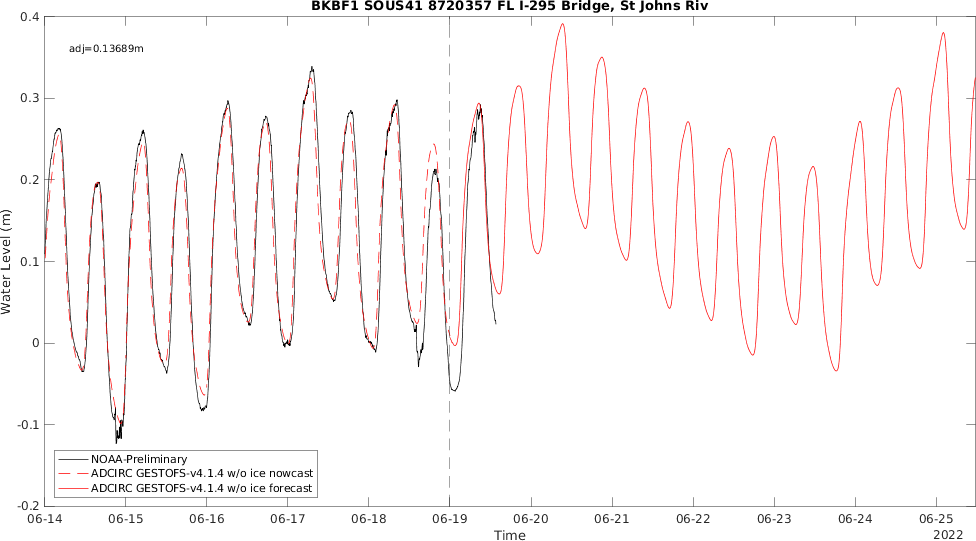 BKBF1 SOUS41 8720357 FL I-295 Bridge, St Johns Riv
adj=0.13689m
Water Level (m)
0.4
0.3
0.2
0.1
0
-0.1
-0.2
NOAA-Preliminary
ADCIRC GESTOFS-v4.1.4 w/o ice nowcast
ADCIRC GESTOFS-v4.1.4 w/o ice forecast
06-14 06-15 06-16 06-17 06-18 06-19 06-20 06-21 06-22 06-23 06-24 06-25
Time
2022